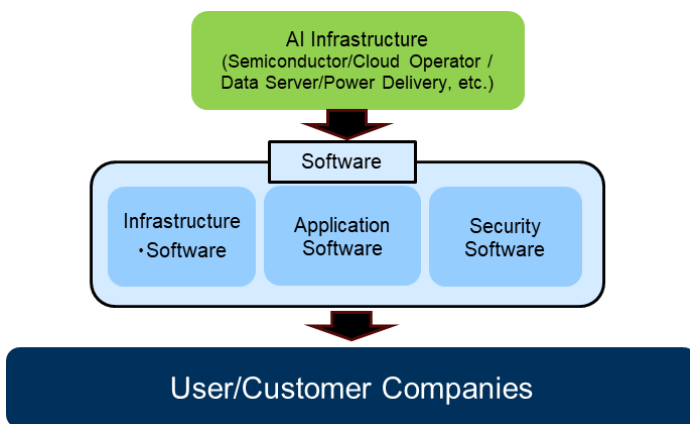 AI Infrastructure
(Semiconductor/Cloud Operator /
Data Server/Power Delivery, etc.)
Software
Infrastructure
・Software
Application
Software
Security
Software
User/Customer Companies